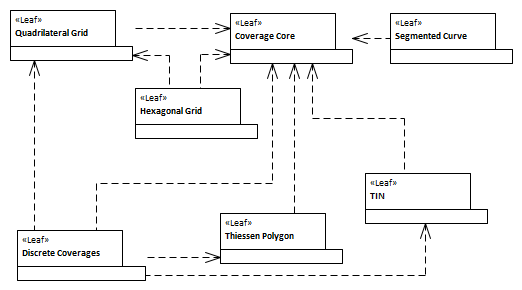 «Leaf»
Quadrilateral Grid
«Leaf»
Coverage Core
«Leaf»
Segmented Curve
«Leaf»
Hexagonal Grid
«Leaf»
TIN
«Leaf»
Thiessen Polygon
«Leaf»
Discrete Coverages